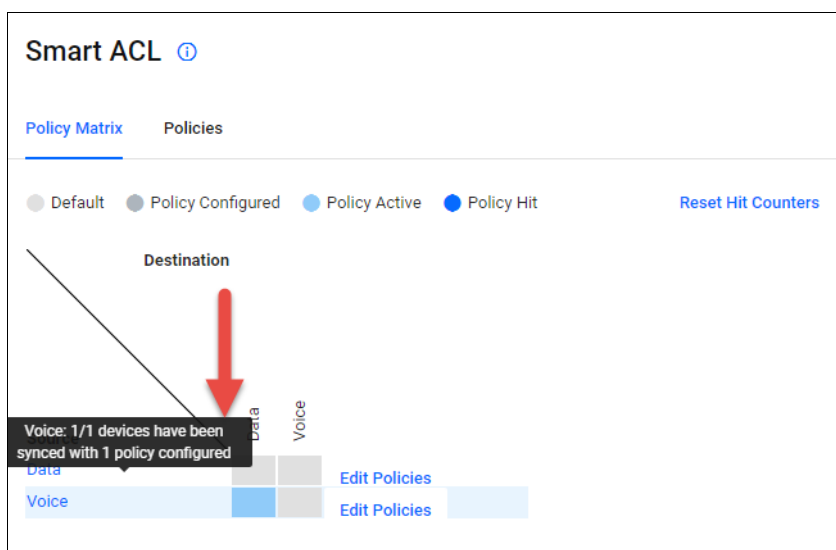 Smart ACL
Policy Matrix Policies
Default Policy Configured Policy Active Policy Hit Reset Hit Counters
Destination
Data
Voice
Voice: 1/1 devices have been
synced with 1 policy configured
Source
Data Edit Policies
Voice Edit Policies